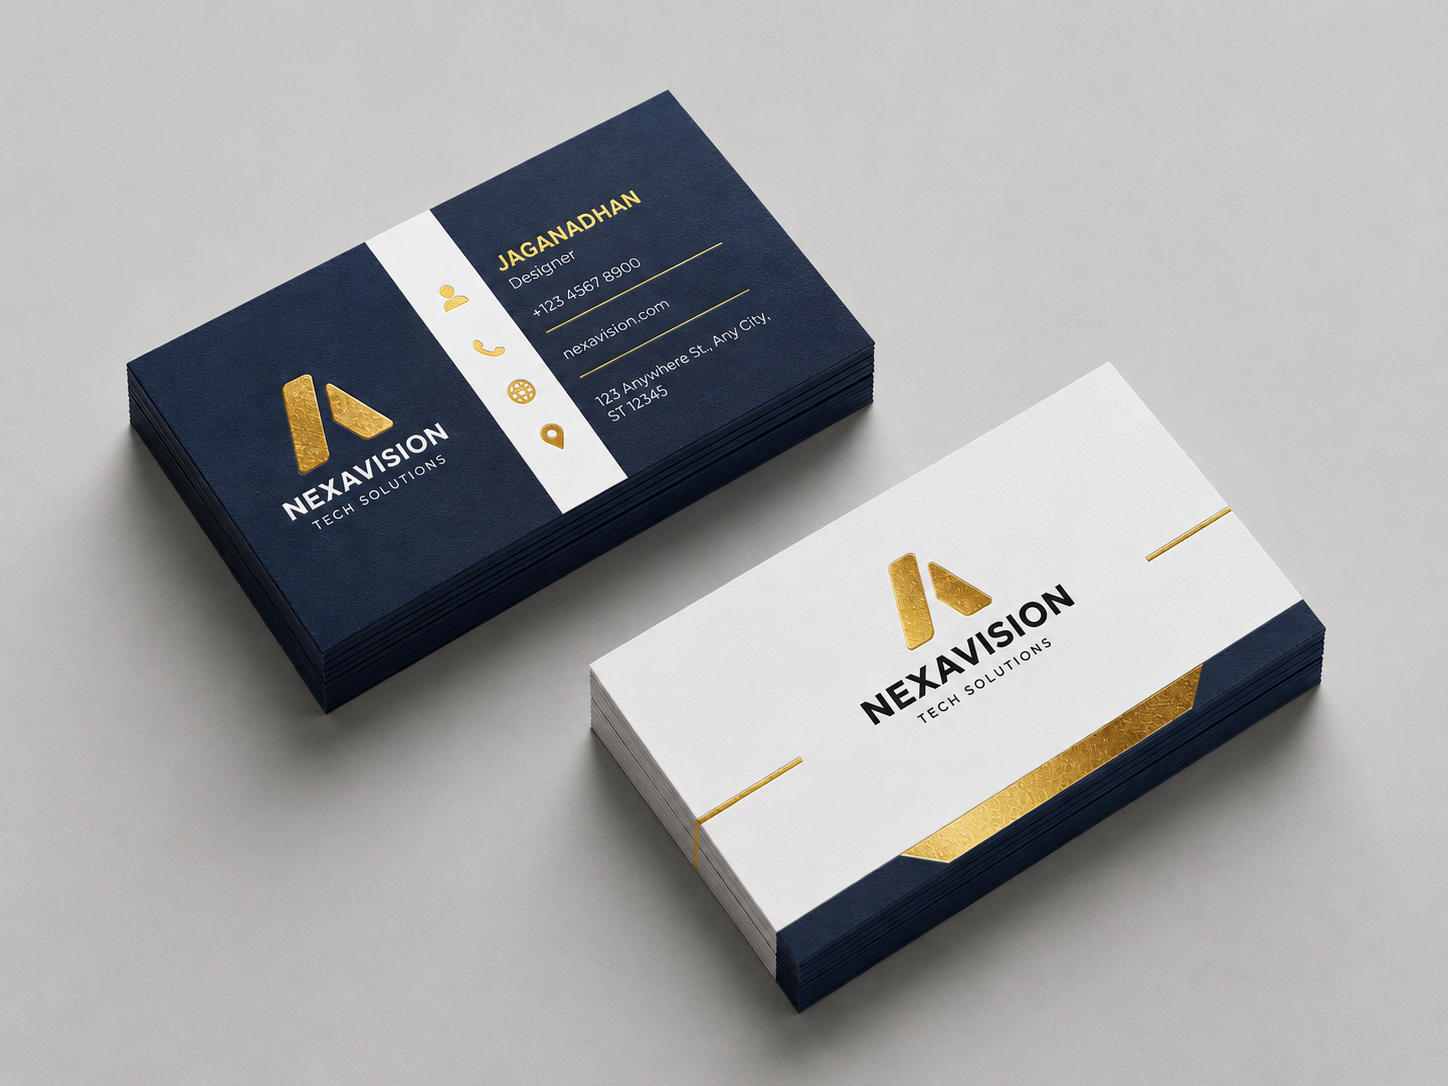 JAGANADHAN
Designer
+123 4567 8900
nexavision.com
123 Anywhere St., Any City,
ST 12345
NEXAVISION
TECH SOLUTIONS
NEXAVISION
TECH SOLUTIONS